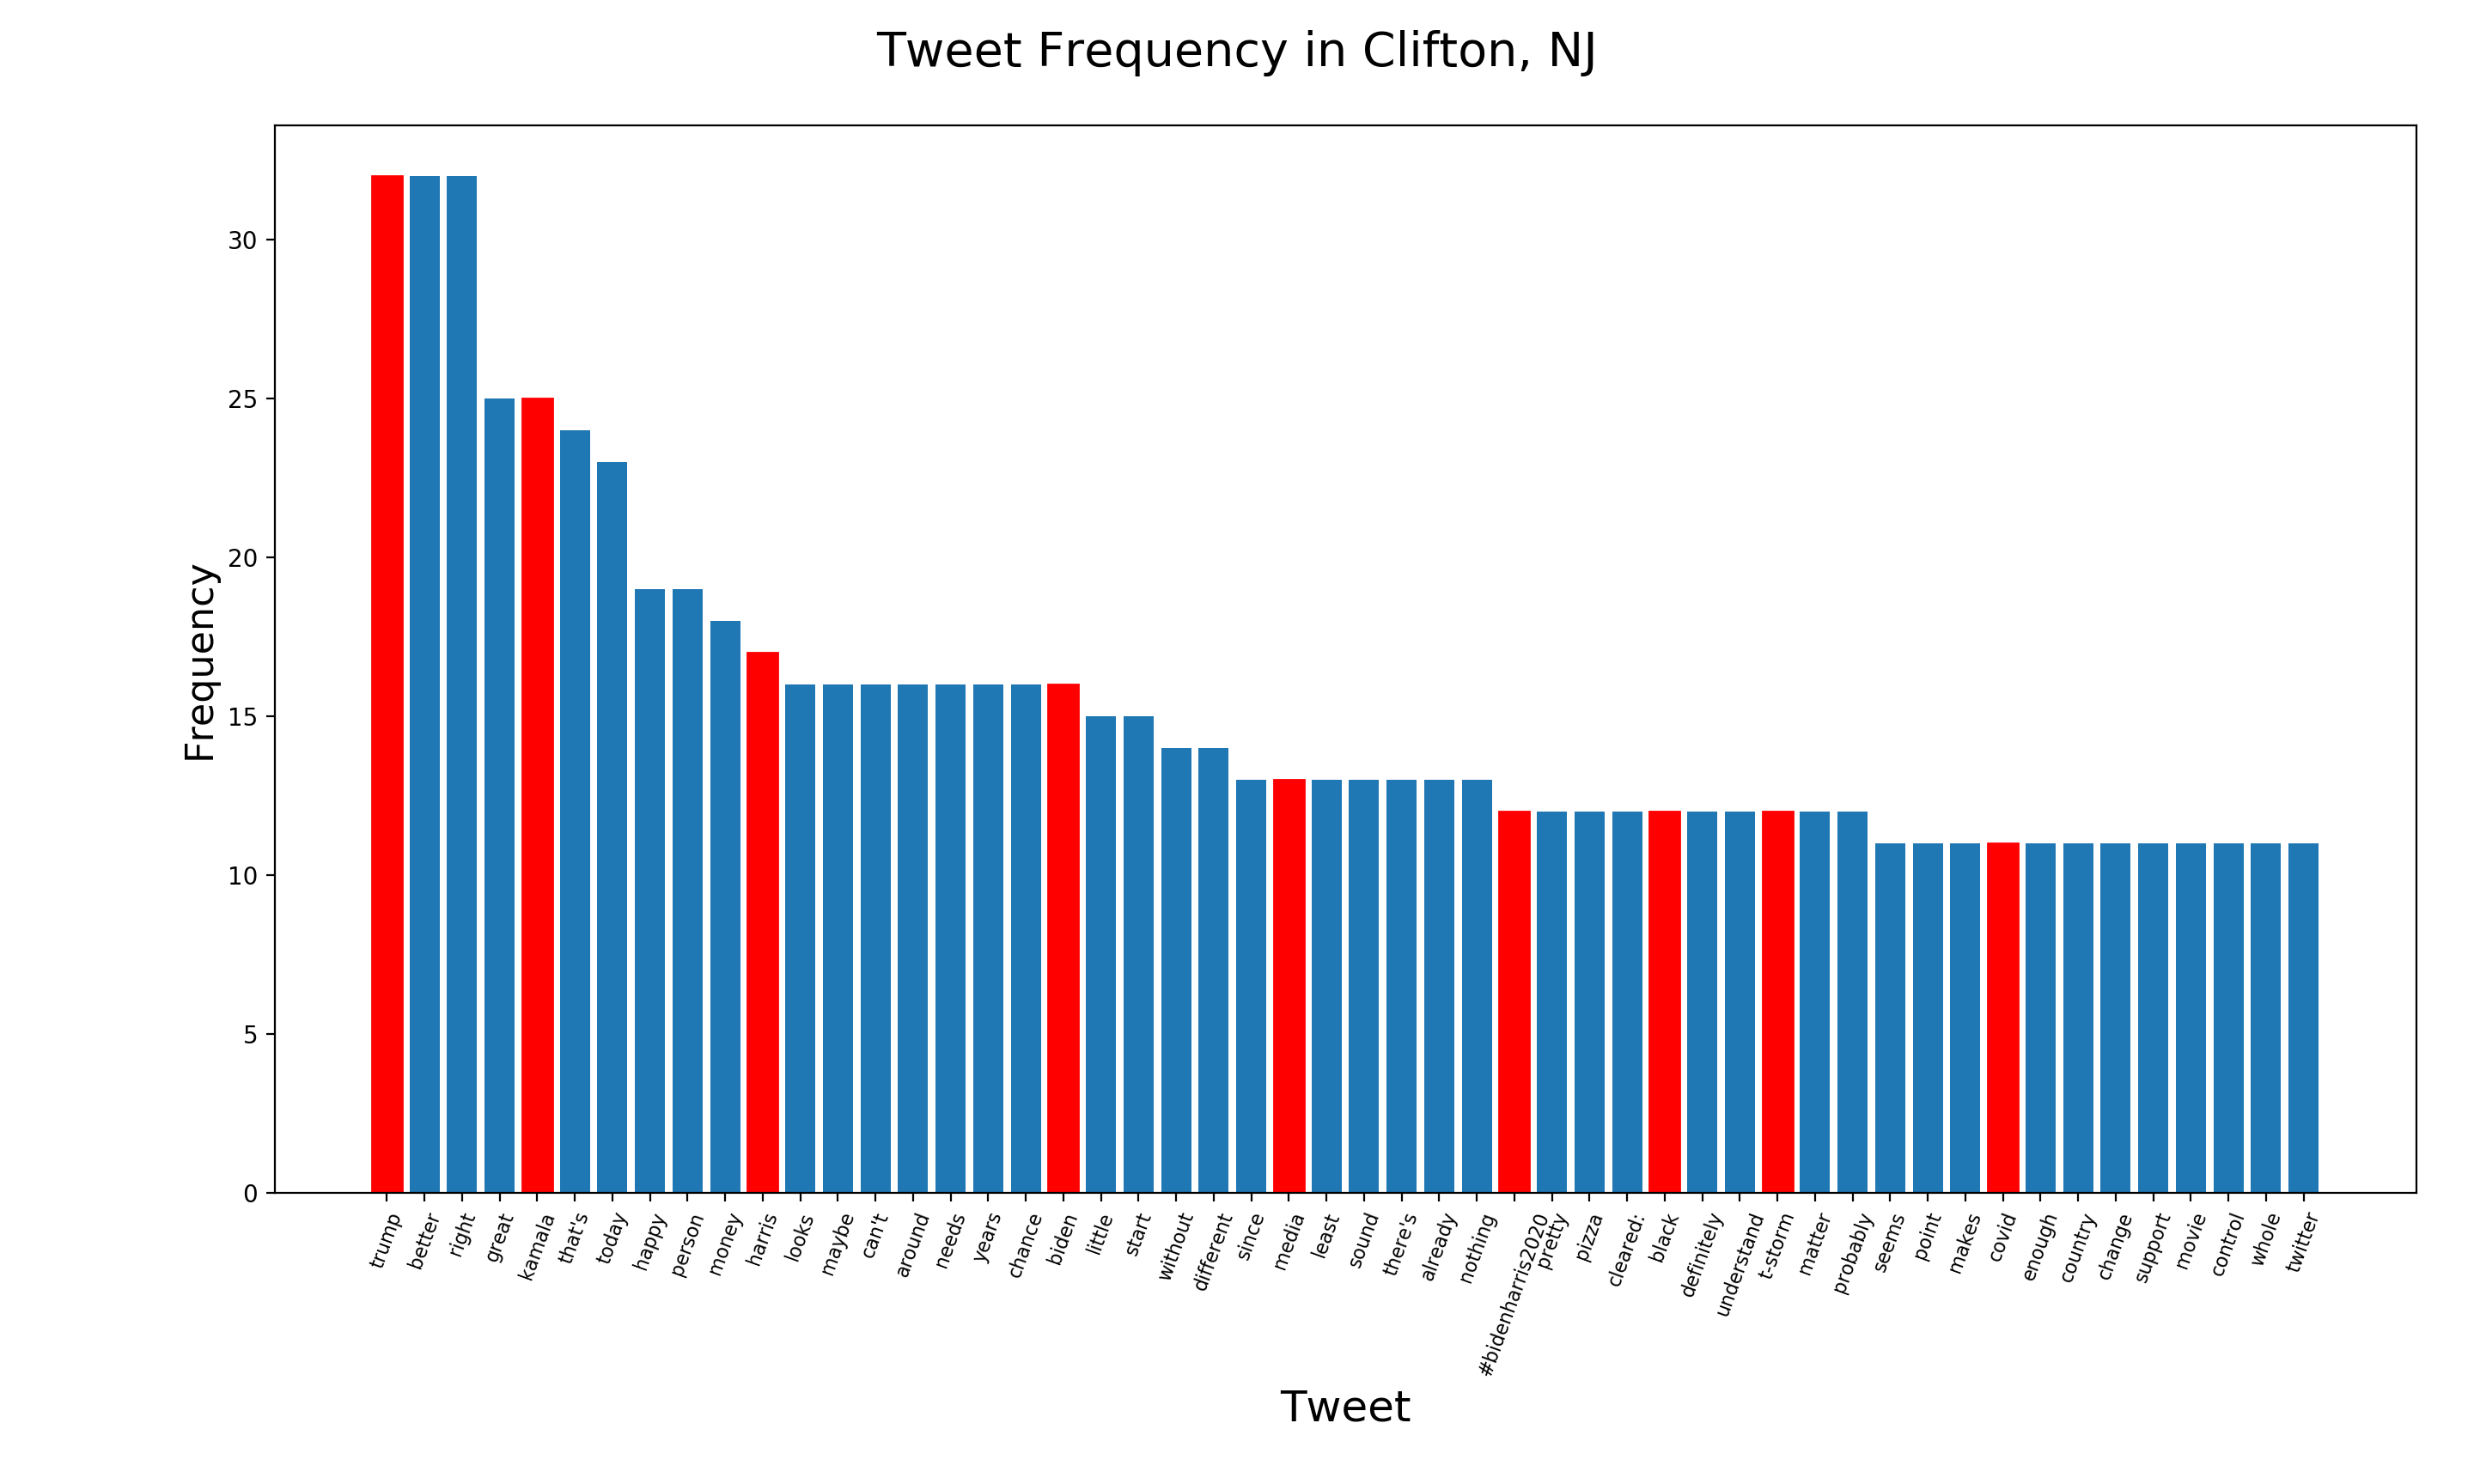 Tweet Frequency in Clifton, NJ
Frequency
30
25
20
15
10
5
0
trump
better
right
great
kamala
that's
today
happy
person
money
harris
looks
maybe
can't
around
needs
years
chance
biden
little
start
without
different
since
media
least
sound
there's
already
nothing
#bidenharris2020
pretty
pizza
cleared:
black
definitely
understand
t-storm
matter
probably
seems
point
makes
covid
enough
country
change
support
movie
control
whole
twitter
Tweet